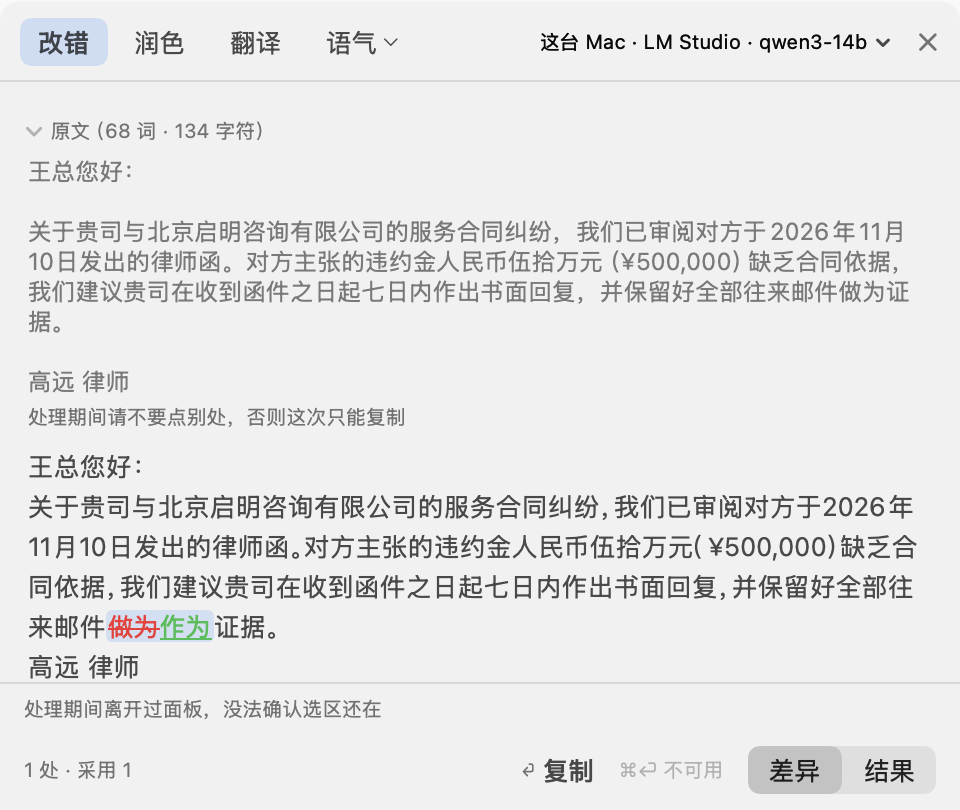 改错 润色 翻译 语气 这台 Mac · LM Studio · qwen3-14b
原文 (68 词 · 134 字符)
王总您好：
关于贵司与北京启明咨询有限公司的服务合同纠纷，我们已审阅对方于 2026 年 11 月
10 日发出的律师函。对方主张的违约金人民币伍拾万元（¥500,000）缺乏合同依据，
我们建议贵司在收到函件之日起七日内作出书面回复，并保留好全部往来邮件做为证
据。
高远 律师
处理期间请不要点别处，否则这次只能复制
王总您好：
关于贵司与北京启明咨询有限公司的服务合同纠纷，我们已审阅对方于2026年
11月10日发出的律师函。对方主张的违约金人民币伍拾万元（¥500,000）缺乏合
同依据，我们建议贵司在收到函件之日起七日内作出书面回复，并保留好全部往
来邮件做为作为证据。
高远 律师
处理期间离开过面板，没法确认选区还在
1 处 · 采用 1 ↩ 复制 ⌘↩ 不可用 差异 结果